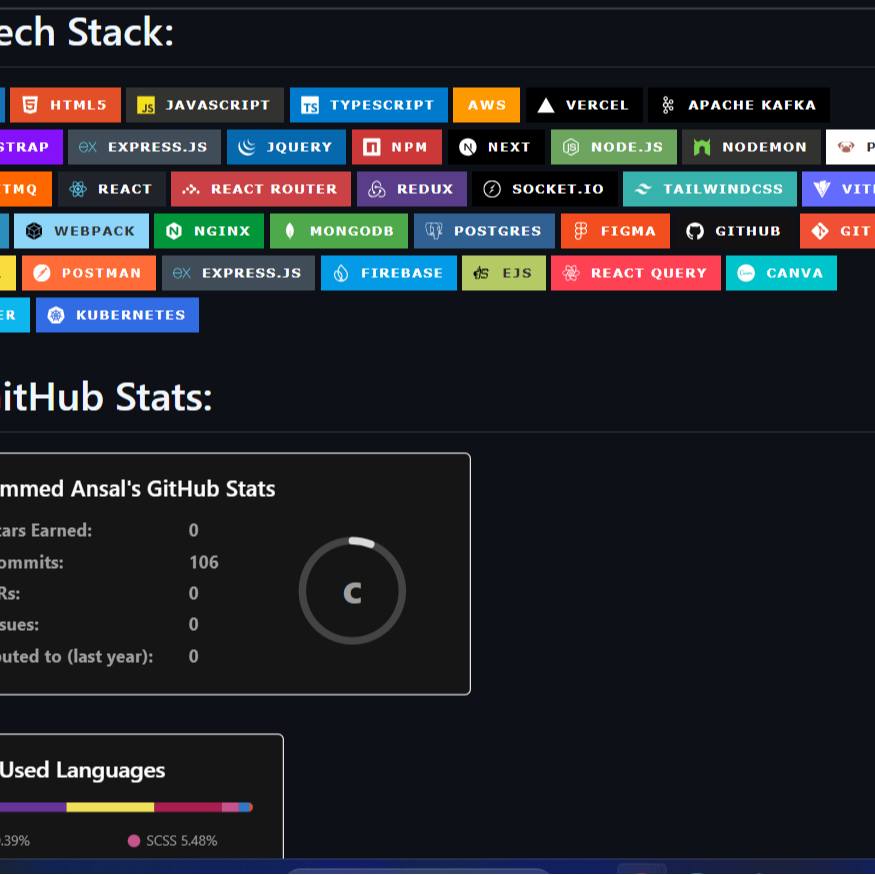 ech Stack:
HTML5 JAVASCRIPT TYPESCRIPT AWS VERCEL APACHE KAFKA
STRAP EX EXPRESS.JS JQUERY NPM NEXT NODE.JS NODEMON P
TMQ REACT REACT ROUTER REDUX SOCKET.IO TAILWINDCSS VIT
WEBPACK NGINX MONGODB POSTGRES FIGMA GITHUB GIT
POSTMAN EX EXPRESS.JS FIREBASE EJS REACT QUERY CANVA
ER KUBERNETES
itHub Stats:
mmed Ansal's GitHub Stats
tars Earned: 0
ommits: 106
Rs: 0
sues: 0
buted to (last year): 0
C
Used Languages
.39% SCSS 5.48%